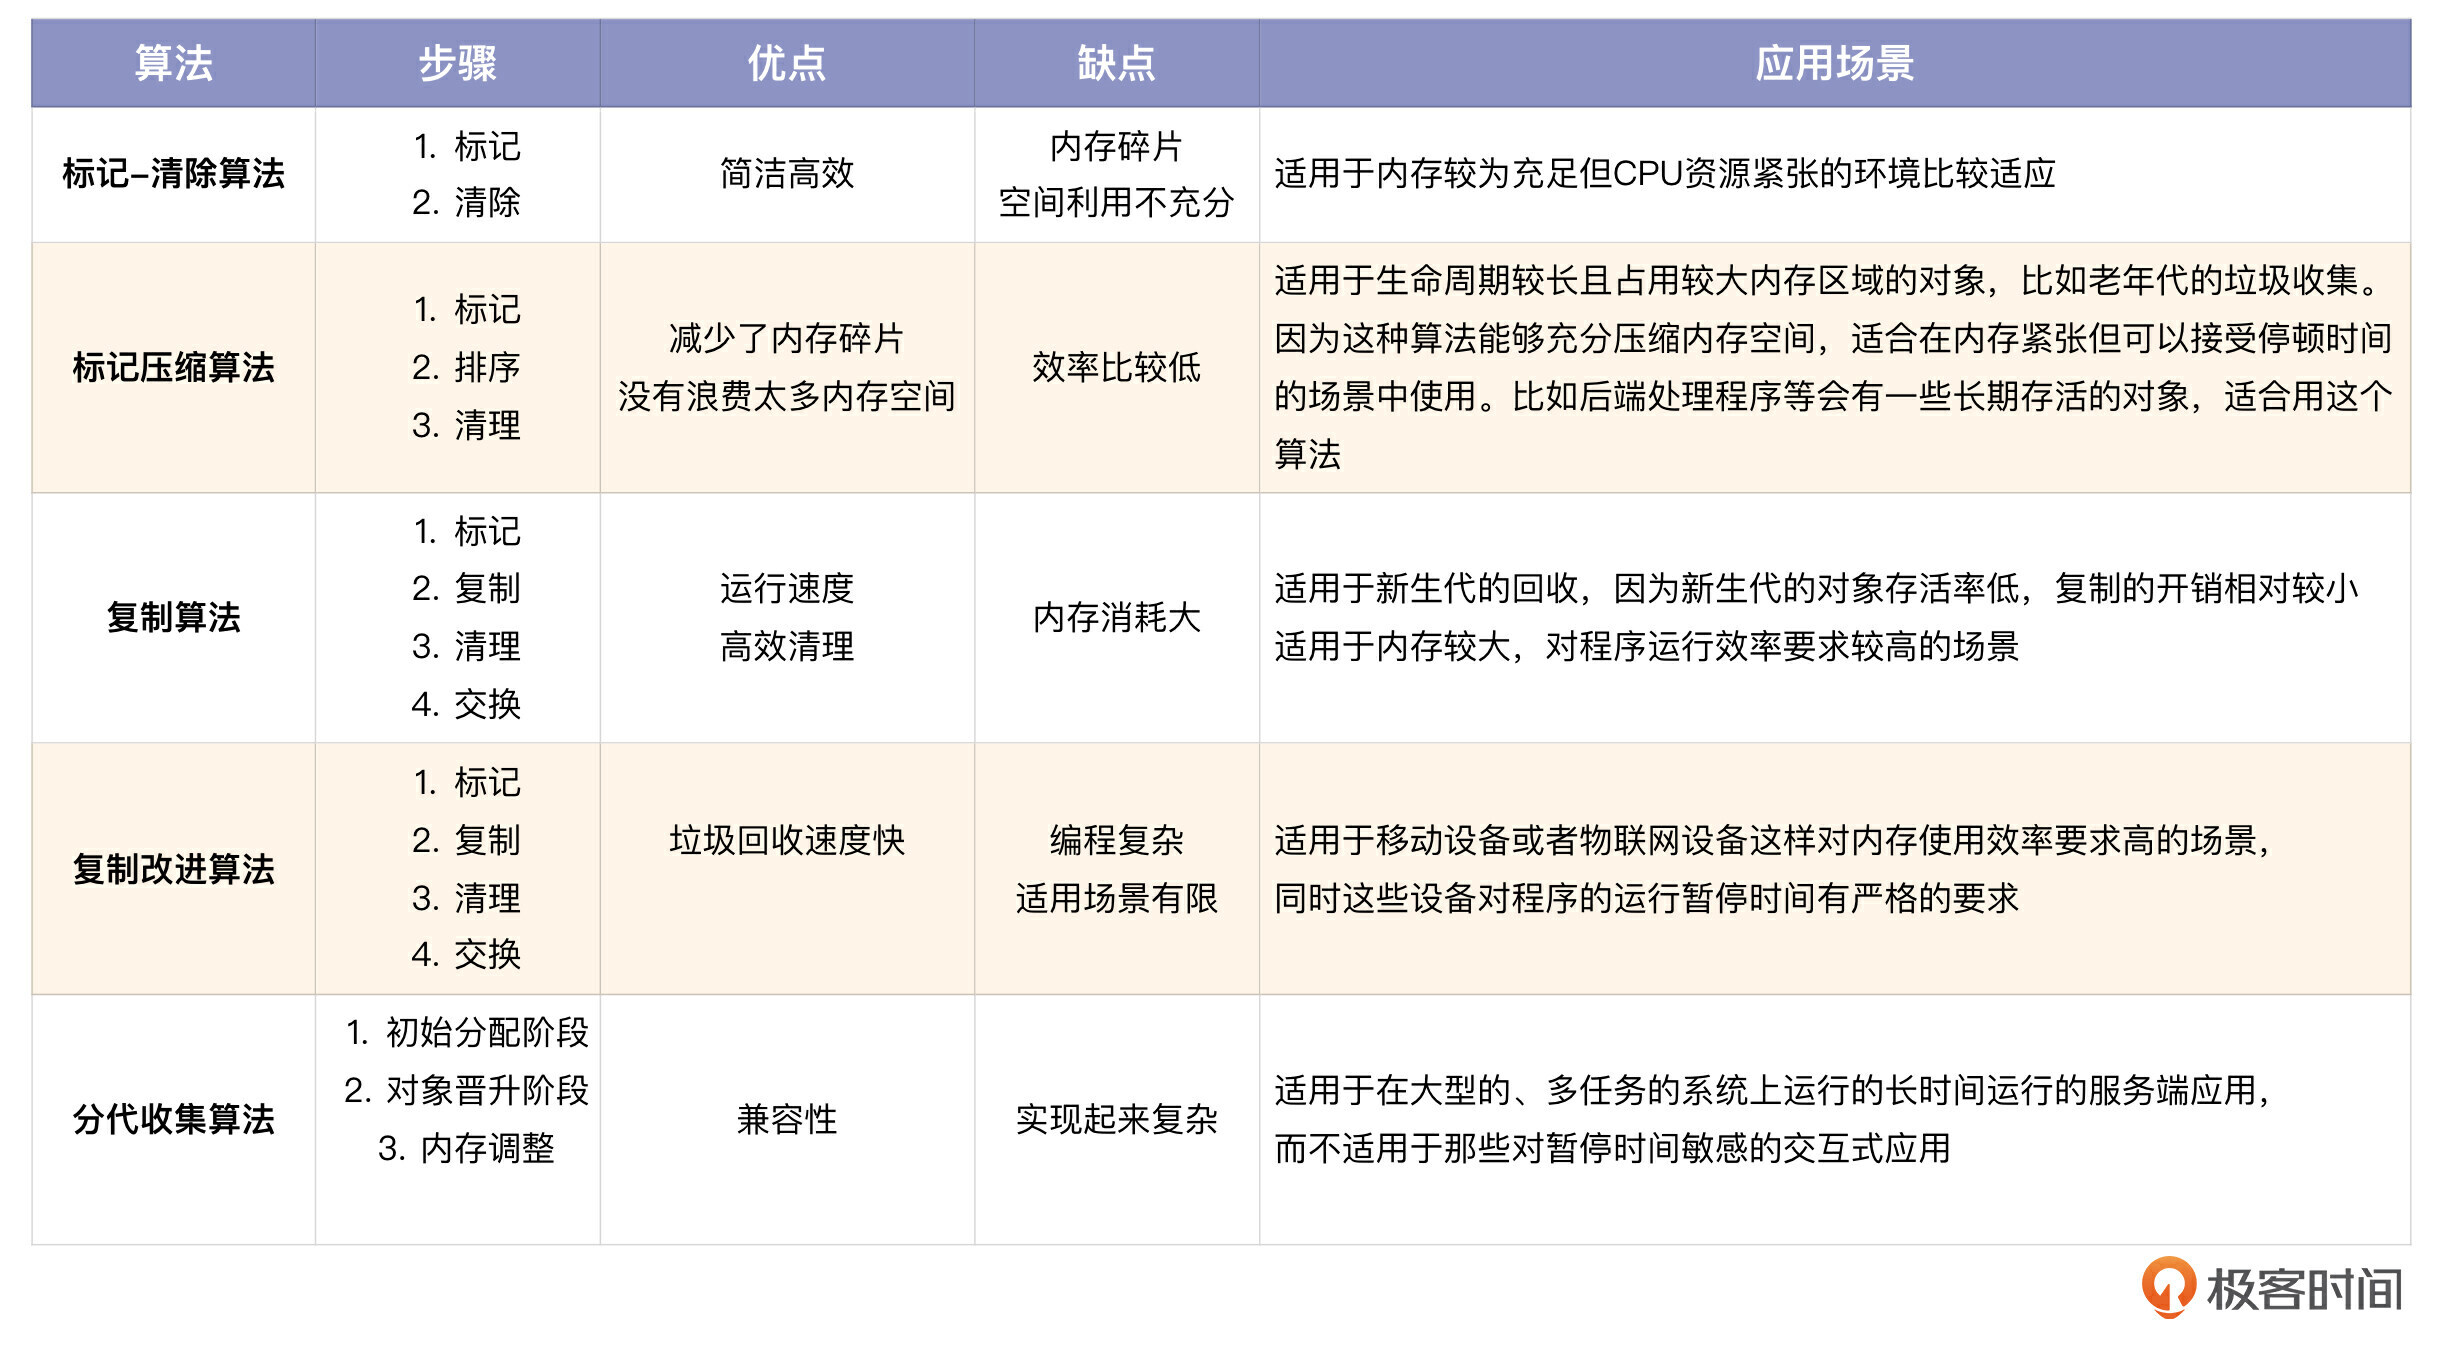 算法 步骤 优点 缺点 应用场景
标记-清除算法
1. 标记
2. 清除
简洁高效
内存碎片
空间利用不充分
适用于内存较为充足但CPU资源紧张的环境比较适应
标记压缩算法
1. 标记
2. 排序
3. 清理
减少了内存碎片
没有浪费太多内存空间
效率比较低
适用于生命周期较长且占用较大内存区域的对象，比如老年代的垃圾收集。
因为这种算法能够充分压缩内存空间，适合在内存紧张但可以接受停顿时间
的场景中使用。比如后端处理程序等会有一些长期存活的对象，适合用这个
算法
复制算法
1. 标记
2. 复制
3. 清理
4. 交换
运行速度
高效清理
内存消耗大
适用于新生代的回收，因为新生代的对象存活率低，复制的开销相对较小
适用于内存较大，对程序运行效率要求较高的场景
复制改进算法
1. 标记
2. 复制
3. 清理
4. 交换
垃圾回收速度快
编程复杂
适用场景有限
适用于移动设备或者物联网设备这样对内存使用效率要求高的场景，
同时这些设备对程序的运行暂停时间有严格的要求
分代收集算法
1. 初始分配阶段
2. 对象晋升阶段
3. 内存调整
兼容性
实现起来复杂
适用于在大型的、多任务的系统上运行的长时间运行的服务端应用，
而不适用于那些对暂停时间敏感的交互式应用
极客时间